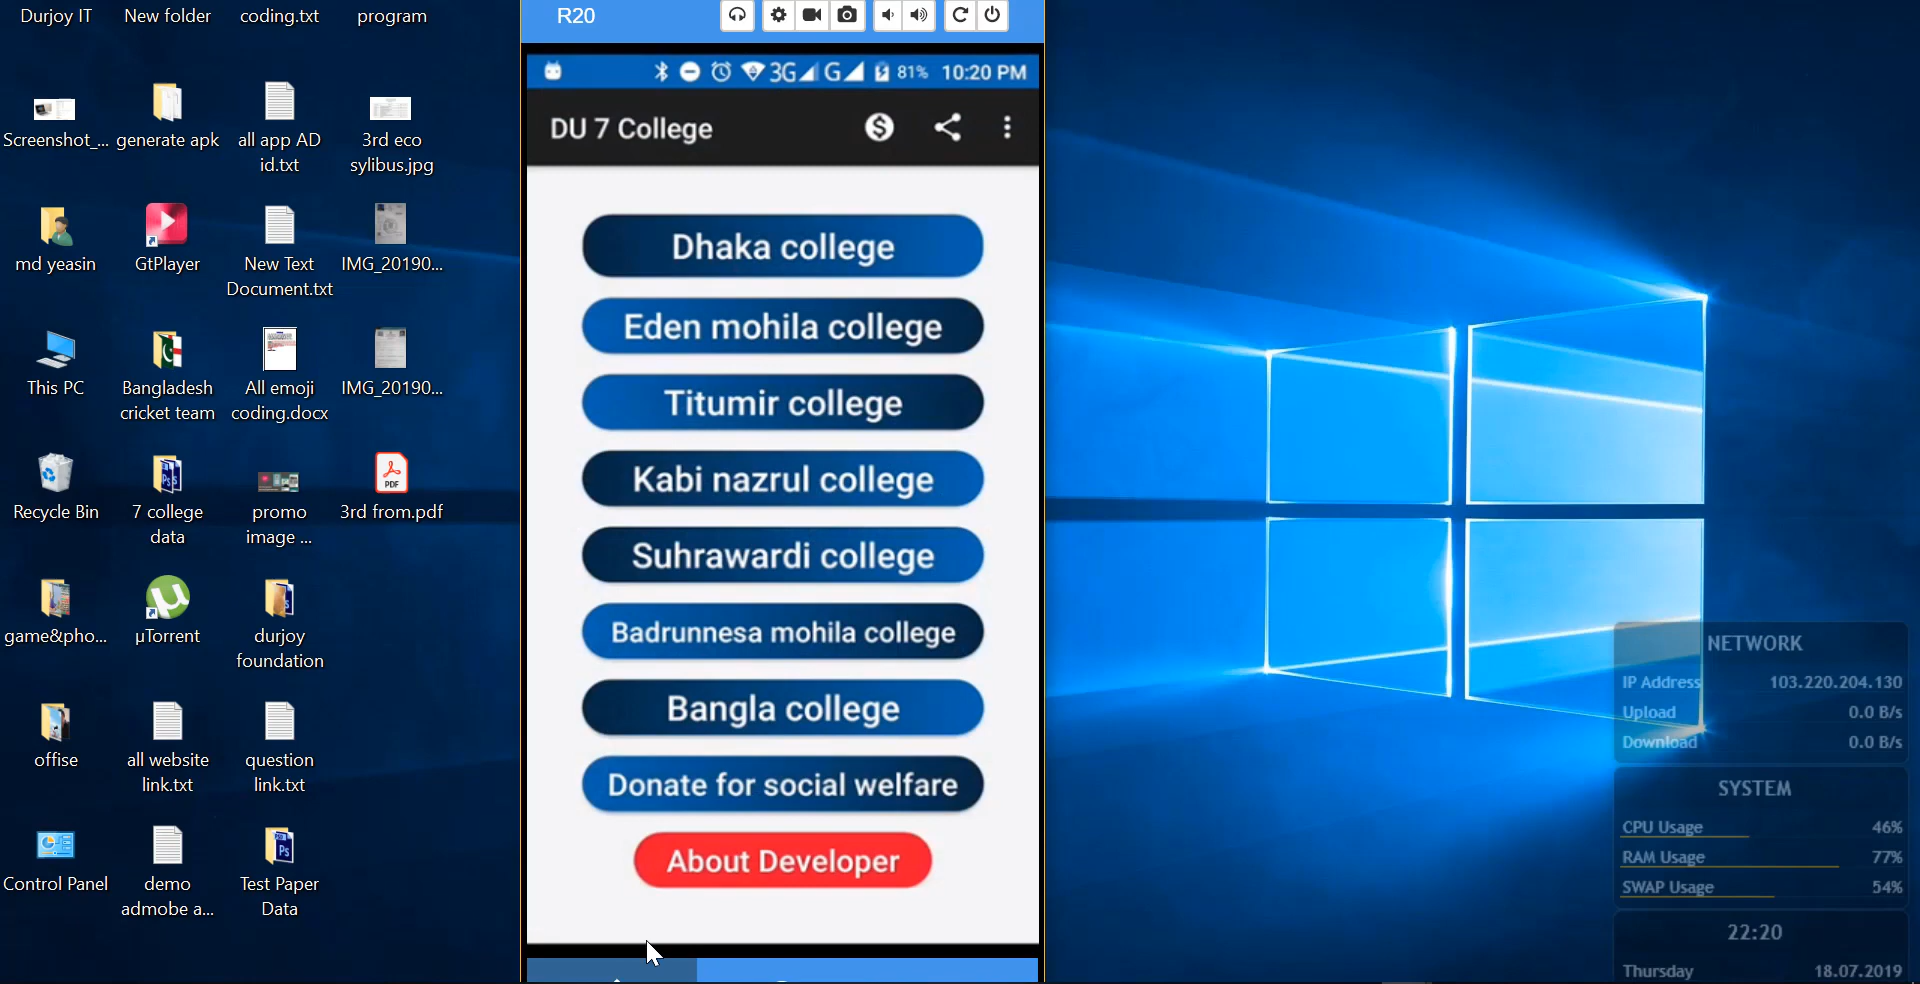 Durjoy IT
New folder
coding.txt
program
Screenshot_...
generate apk
all app AD
id.txt
3rd eco
sylibus.jpg
md yeasin
GtPlayer
New Text
Document.txt
IMG_20190...
This PC
Bangladesh
cricket team
All emoji
coding.docx
IMG_20190...
Recycle Bin
7 college
data
promo
image ...
3rd from.pdf
game&pho...
µTorrent
durjoy
foundation
offise
all website
link.txt
question
link.txt
Control Panel
demo
admobe a...
Test Paper
Data
R20
3G G 81% 10:20 PM
DU 7 College
Dhaka college
Eden mohila college
Titumir college
Kabi nazrul college
Suhrawardi college
Badrunnesa mohila college
Bangla college
Donate for social welfare
About Developer
NETWORK
IP Address 103.220.204.130
Upload 0.0 B/s
Download 0.0 B/s
SYSTEM
CPU Usage 46%
RAM Usage 77%
SWAP Usage 54%
22:20
Thursday 18.07.2019